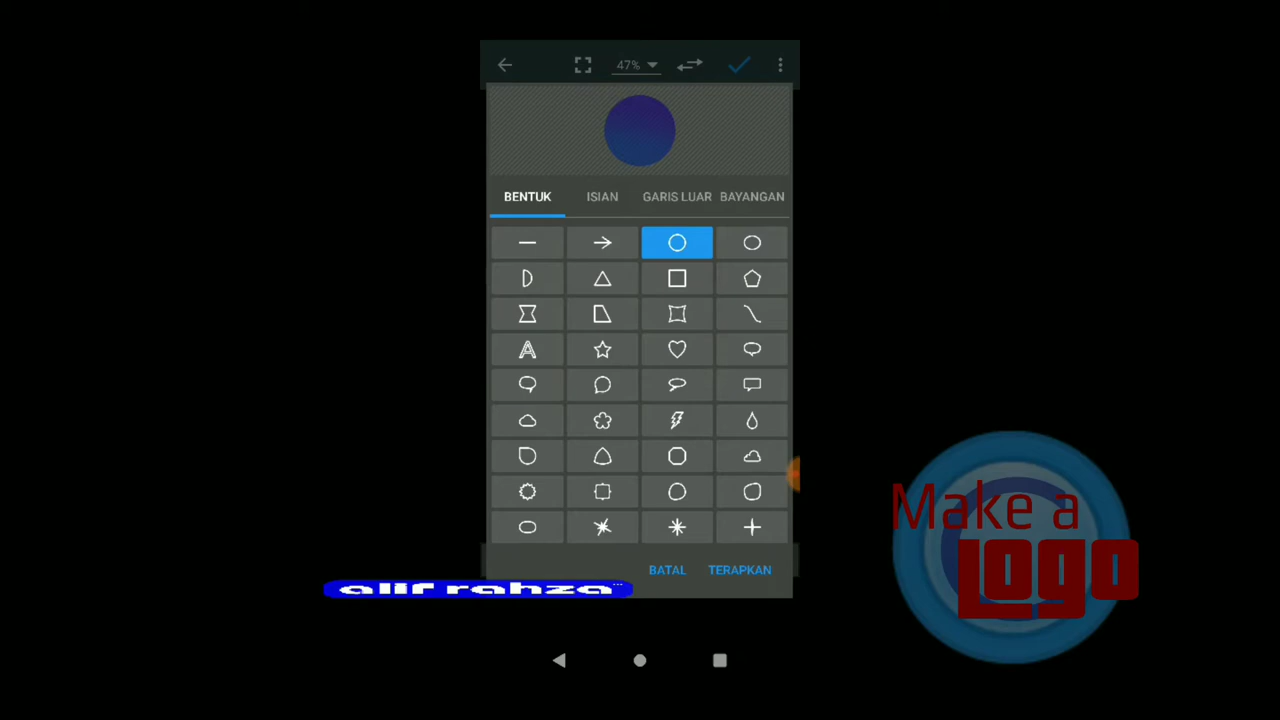 47%
BENTUK ISIAN GARIS LUAR BAYANGAN
BATAL TERAPKAN
alif rahza
Make a
Logo